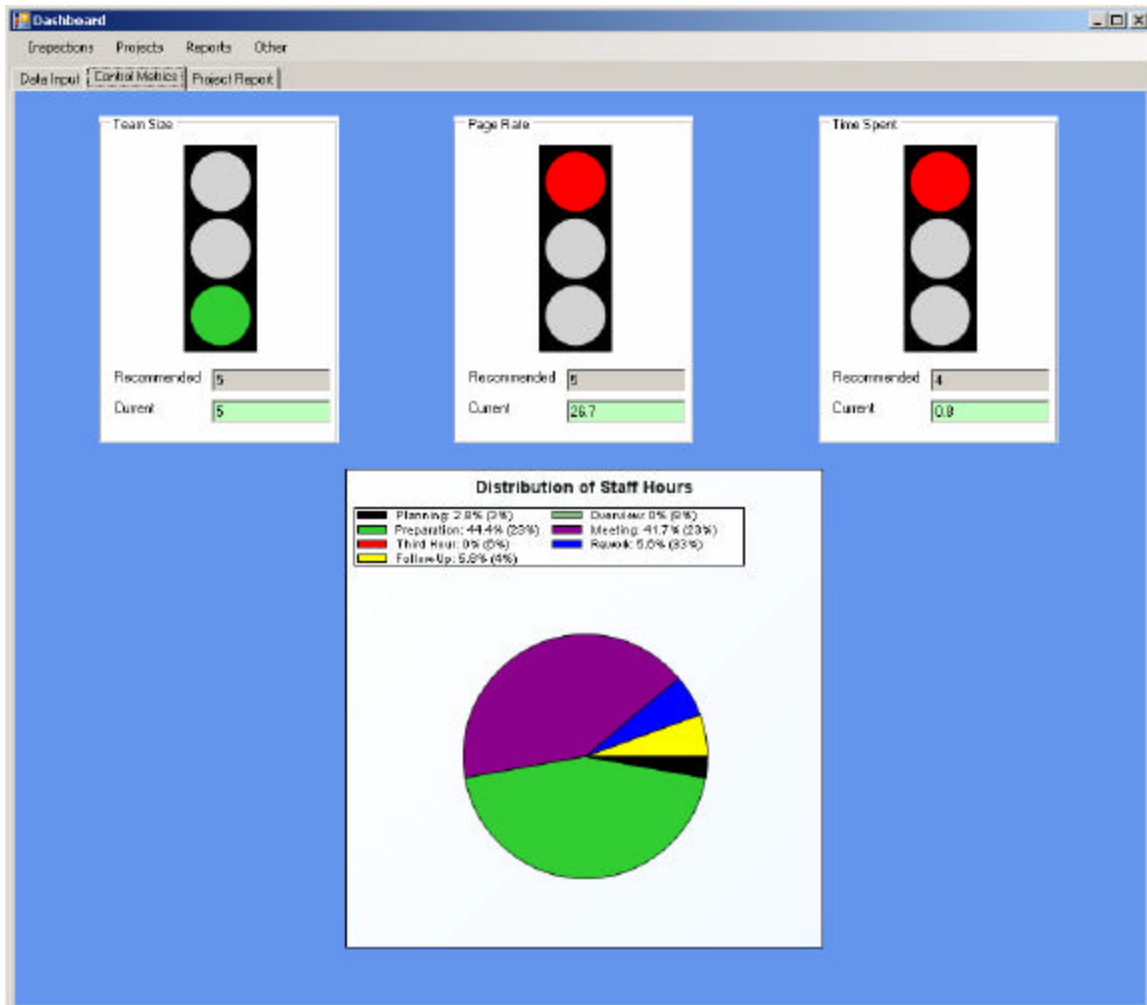 Dashboard
Inspections Projects Reports Other
Data Input Control Metrics Project Report
Team Size
Recommended 5
Current 5
Page Rate
Recommended 5
Current 26.7
Time Spent
Recommended 4
Current 0.8
Distribution of Staff Hours
Planning: 2.8% Overview: 0%
Preparation: 44.4% (23%) Meeting: 41.7% (23%)
Third Hour: 0% Rework: 5.6% (33%)
Follow Up: 5.6% (4%)